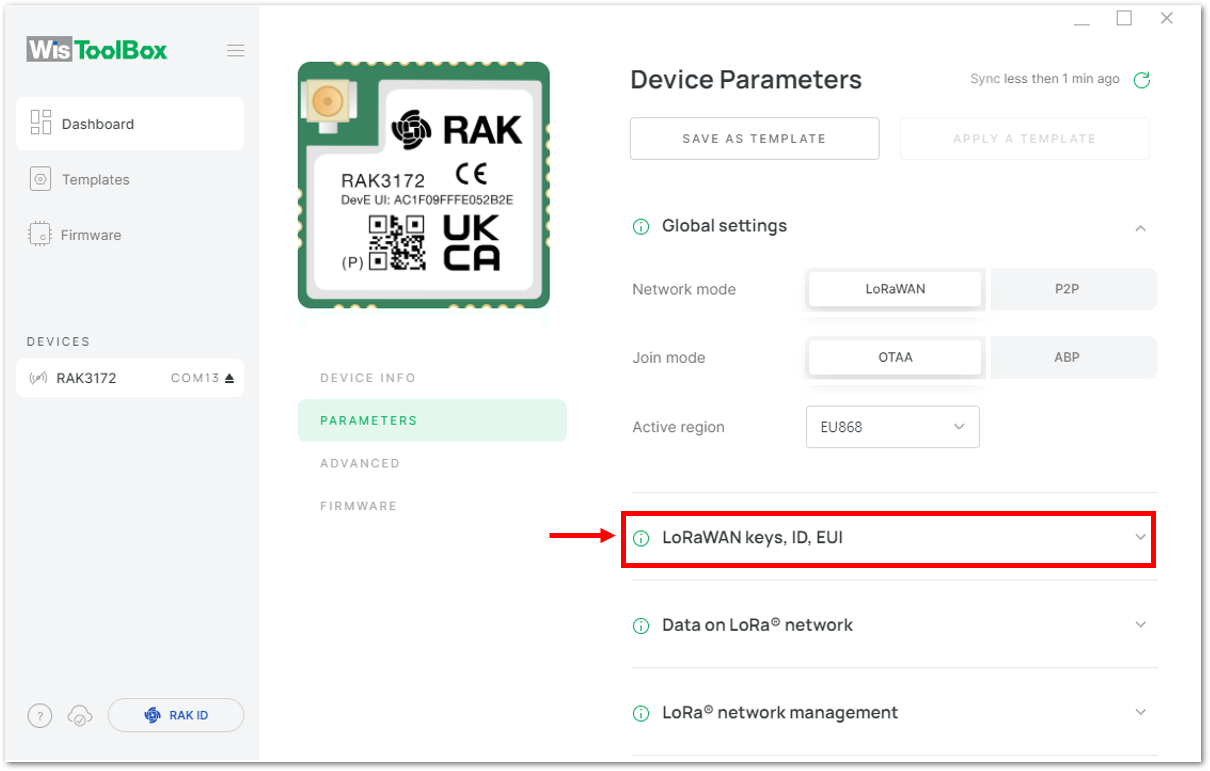 WisToolBox
Dashboard
Templates
Firmware
DEVICES
RAK3172 COM13
?
RAK ID
RAK
RAK3172
DevE UI: AC1F09FFFE052B2E
(P)
CE
UK
CA
DEVICE INFO
PARAMETERS
ADVANCED
FIRMWARE
Device Parameters
Sync less then 1 min ago
SAVE AS TEMPLATE
APPLY A TEMPLATE
Global settings
Network mode LoRaWAN P2P
Join mode OTAA ABP
Active region EU868
LoRaWAN keys, ID, EUI
Data on LoRa® network
LoRa® network management